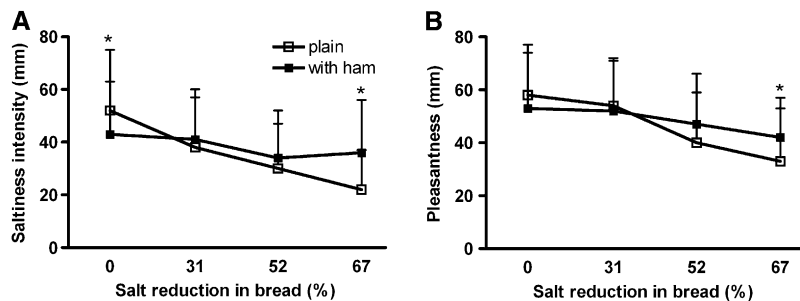 A
B
Saltiness intensity (mm)
80
60
40
20
0
*
*
plain
with ham
0 31 52 67
Salt reduction in bread (%)
Pleasantness (mm)
80
60
40
20
0
*
0 31 52 67
Salt reduction in bread (%)